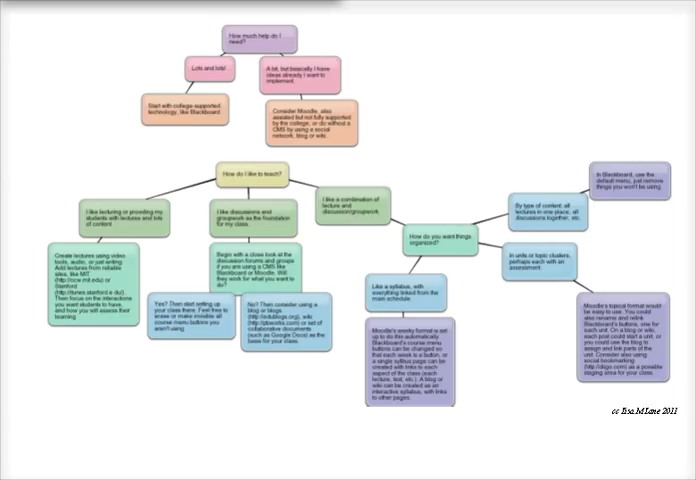 How much help do I
need?
Lots and lots!
A bit, but basically I have
ideas already I want to
implement.
Start with college-supported
technology, like Blackboard.
Consider Moodle, also
assisted but not fully supported
by the college, or do without a
CMS by using a social
network, blog or wiki.
How do I like to teach?
I like lecturing or providing my
students with lectures and lots
of content
I like discussions and
groupwork as the foundation
for my class.
I like a combination of
lecture and
discussion/groupwork.
Create lectures using video
tools, audio, or just writing.
Add lectures from reliable
sites, like MIT
(http://ocw.mit.edu) or
Stanford
(http://itunes.stanford.edu/)
Then focus on the interactions
you want students to have,
and how you will assess their
learning
Begin with a close look at the
discussion forums and groups
if you are using a CMS like
Blackboard or Moodle. Will
they work for what you want to
do?
Yes? Then start setting up
your class there. Feel free to
erase or make invisible all
course menu buttons you
aren't using
No? Then consider using a
blog or blogs
(http://edublogs.org), wiki
(http://pbworks.com) or set of
collaborative documents
(such as Google Docs) as the
base for your class.
How do you want things
organized?
By type of content: all
lectures in one place, all
discussions together, etc.
In Blackboard, use the
default menu, just remove
things you won't be using
In units or topic clusters,
perhaps each with an
assessment
Like a syllabus, with
everything linked from the
main schedule.
Moodle's weekly format is set
up to do this automatically.
Blackboard's course menu
buttons can be changed so
that each week is a button, or
a single syllabus page can be
created with links to each
aspect of the class (each
lecture, test, etc.) A blog or
wiki can be created as an
interactive syllabus, with links
to other pages.
Moodle's topical format would
be easy to use. You could
also rename and relink
Blackboard's buttons, one for
each unit. On a blog or wiki,
each post could start a unit, or
you could use the blog to
assign and link parts of the
unit. Consider also using
social bookmarking
(http://diigo.com) as a possible
staging area for your class.
cc Lisa M Lane 2011